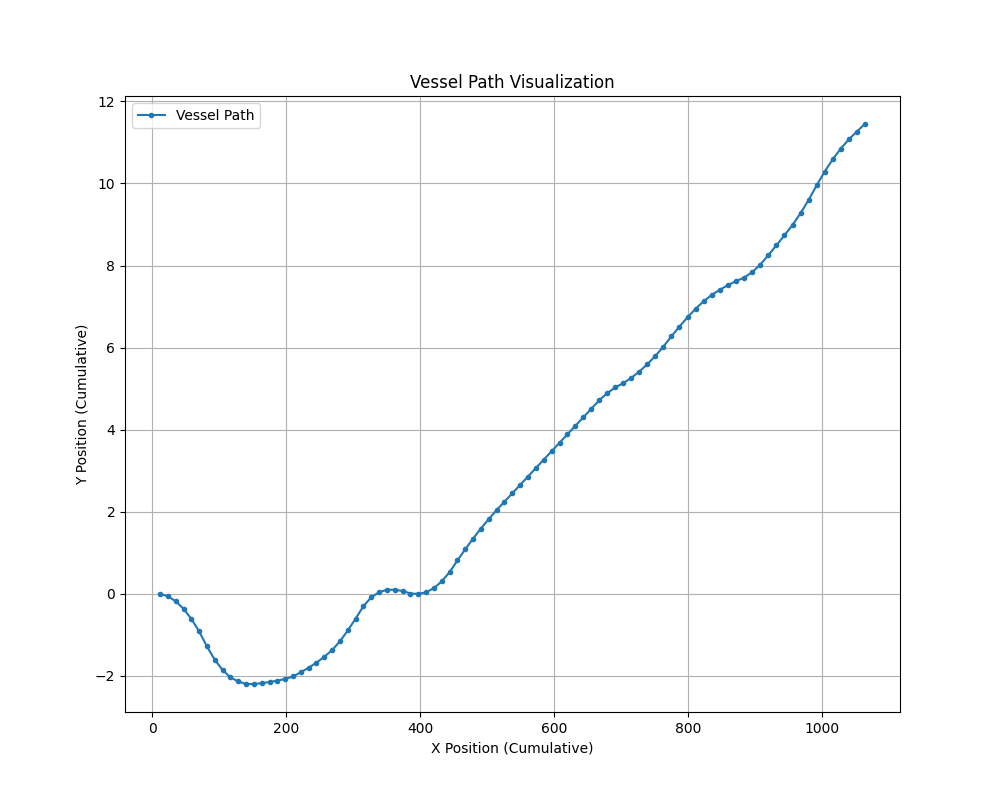 Vessel Path Visualization
Vessel Path
12
10
8
6
4
2
0
−2
Y Position (Cumulative)
0 200 400 600 800 1000
X Position (Cumulative)